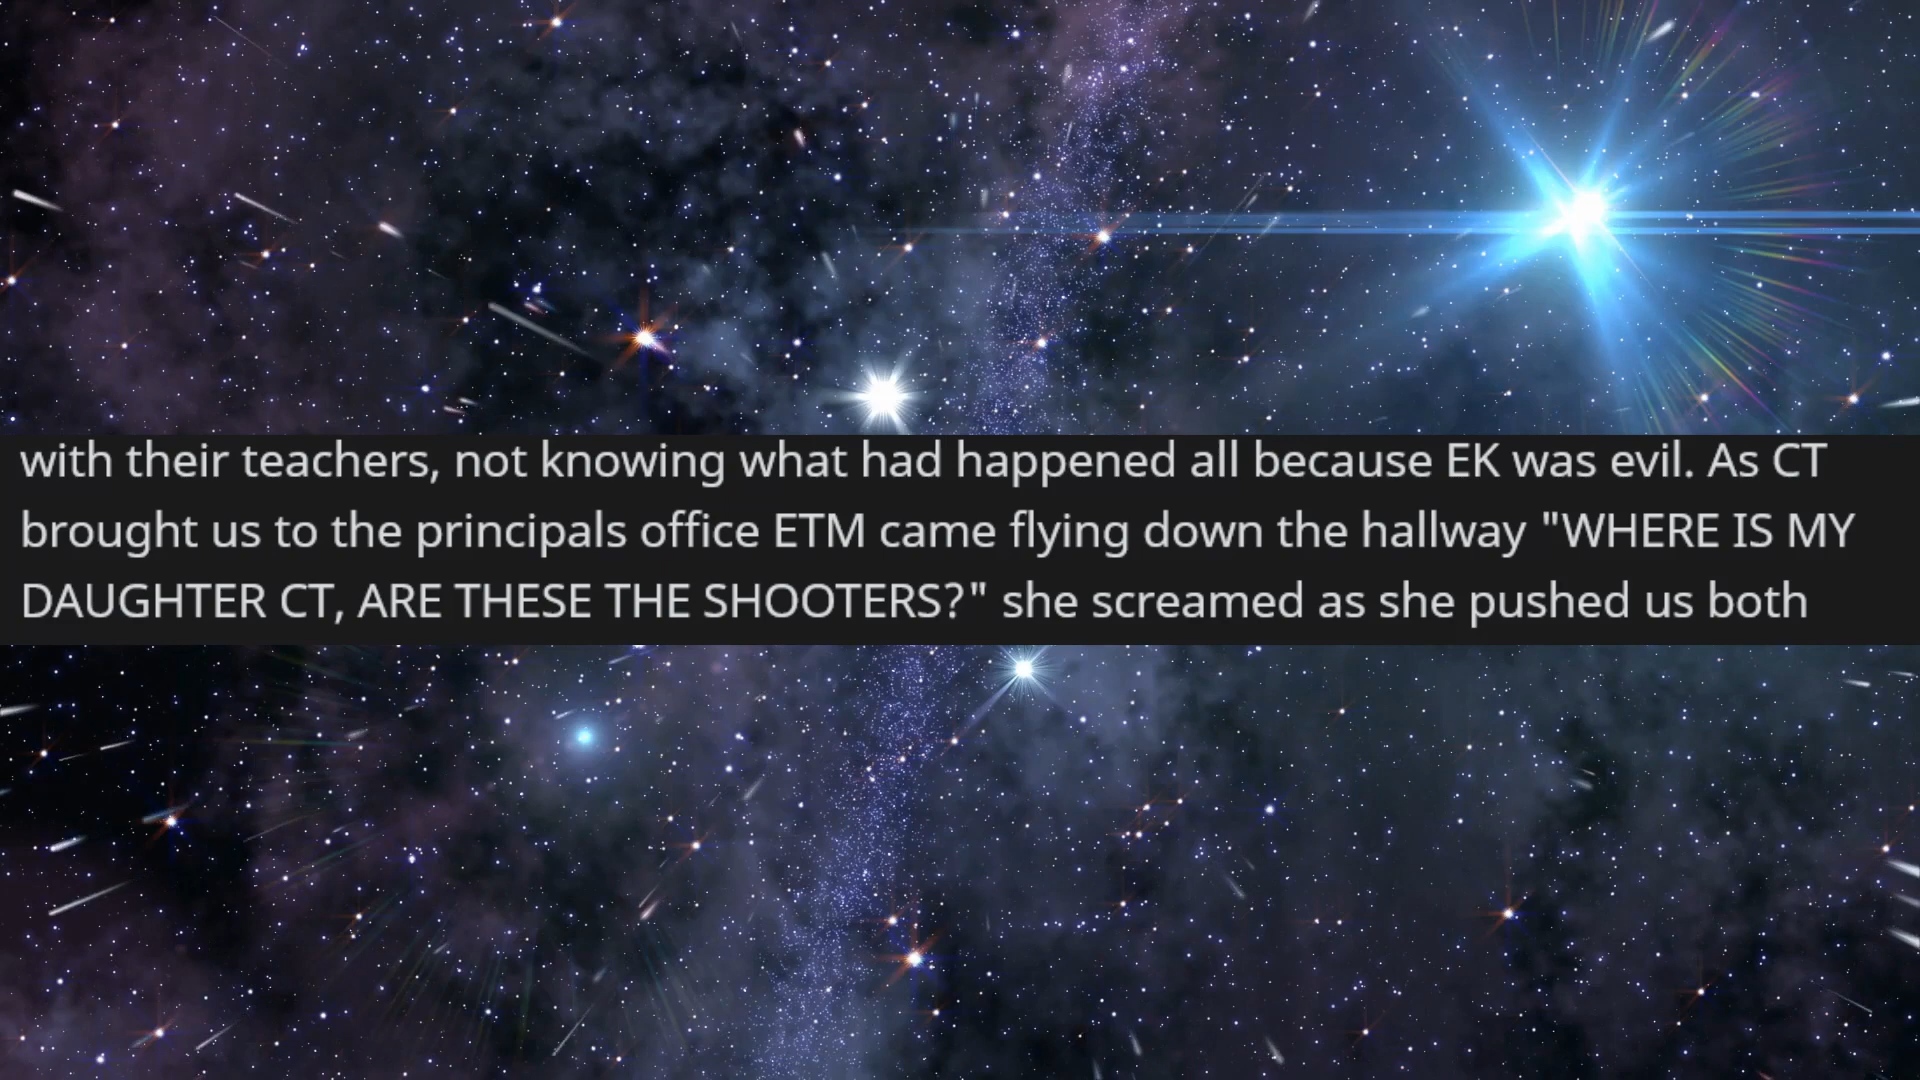 with their teachers, not knowing what had happened all because EK was evil. As CT
brought us to the principals office ETM came flying down the hallway "WHERE IS MY
DAUGHTER CT, ARE THESE THE SHOOTERS?" she screamed as she pushed us both